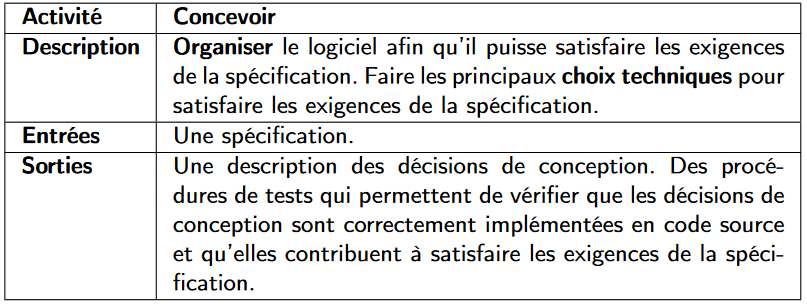 Activité Concevoir
Description Organiser le logiciel afin qu'il puisse satisfaire les exigences
de la spécification. Faire les principaux choix techniques pour
satisfaire les exigences de la spécification.
Entrées Une spécification.
Sorties Une description des décisions de conception. Des procé-
dures de tests qui permettent de vérifier que les décisions de
conception sont correctement implémentées en code source
et qu'elles contribuent à satisfaire les exigences de la spéci-
fication.